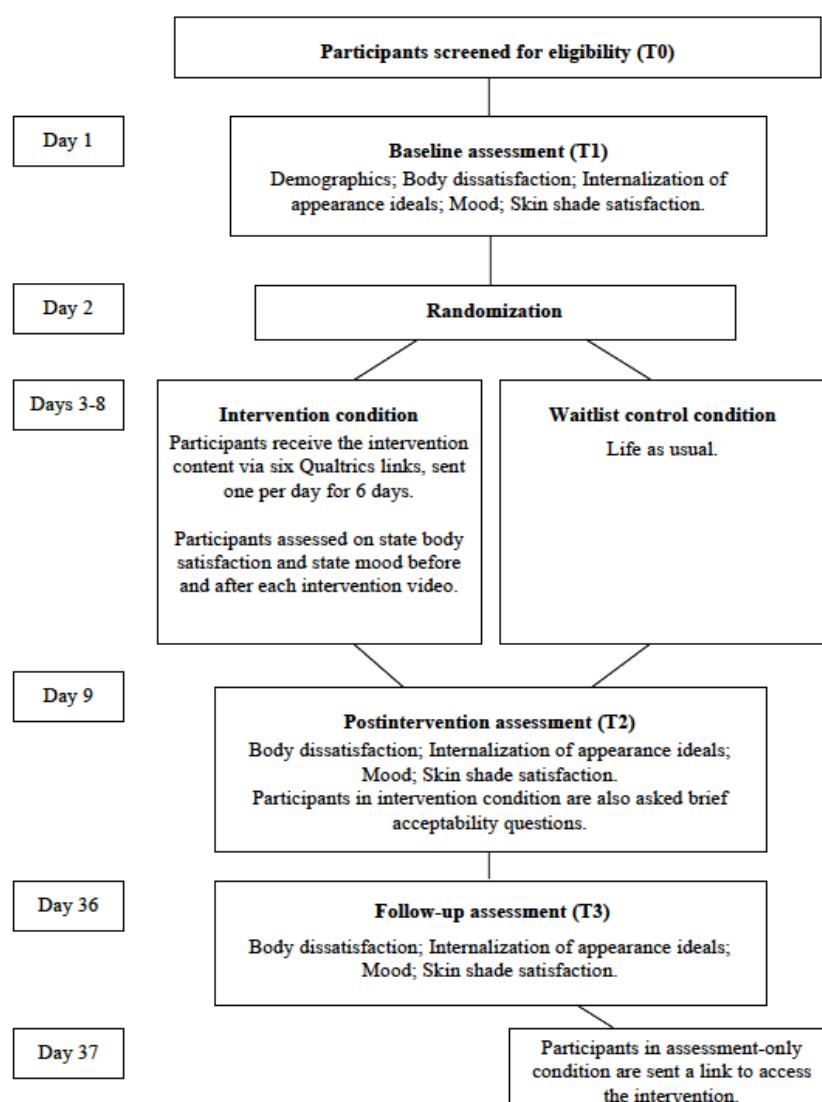 Participants screened for eligibility (T0)
Day 1
Baseline assessment (T1)
Demographics; Body dissatisfaction; Internalization of
appearance ideals; Mood; Skin shade satisfaction.
Day 2
Randomization
Days 3-8
Intervention condition
Participants receive the intervention
content via six Qualtrics links, sent
one per day for 6 days.
Participants assessed on state body
satisfaction and state mood before
and after each intervention video.
Waitlist control condition
Life as usual.
Day 9
Postintervention assessment (T2)
Body dissatisfaction; Internalization of appearance ideals;
Mood; Skin shade satisfaction.
Participants in intervention condition are also asked brief
acceptability questions.
Day 36
Follow-up assessment (T3)
Body dissatisfaction; Internalization of appearance ideals;
Mood; Skin shade satisfaction.
Day 37
Participants in assessment-only
condition are sent a link to access
the intervention.